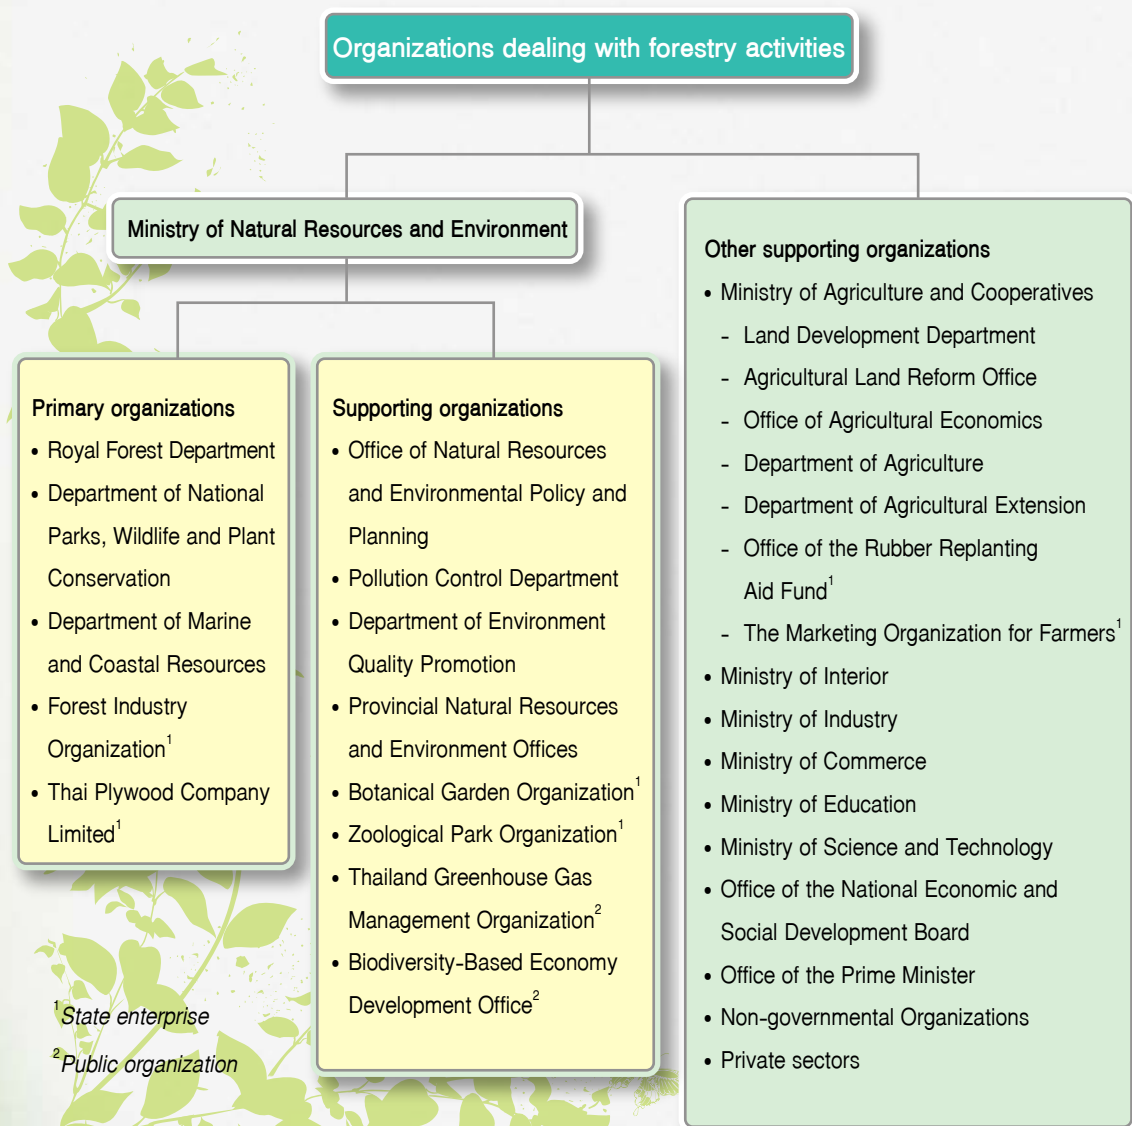 Organizations dealing with forestry activities
Ministry of Natural Resources and Environment
Primary organizations
• Royal Forest Department
• Department of National
Parks, Wildlife and Plant
Conservation
• Department of Marine
and Coastal Resources
• Forest Industry
Organization¹
• Thai Plywood Company
Limited¹
Supporting organizations
• Office of Natural Resources
and Environmental Policy and
Planning
• Pollution Control Department
• Department of Environment
Quality Promotion
• Provincial Natural Resources
and Environment Offices
• Botanical Garden Organization¹
• Zoological Park Organization¹
• Thailand Greenhouse Gas
Management Organization²
• Biodiversity-Based Economy
Development Office²
Other supporting organizations
• Ministry of Agriculture and Cooperatives
- Land Development Department
- Agricultural Land Reform Office
- Office of Agricultural Economics
- Department of Agriculture
- Department of Agricultural Extension
- Office of the Rubber Replanting
Aid Fund¹
- The Marketing Organization for Farmers¹
• Ministry of Interior
• Ministry of Industry
• Ministry of Commerce
• Ministry of Education
• Ministry of Science and Technology
• Office of the National Economic and
Social Development Board
• Office of the Prime Minister
• Non-governmental Organizations
• Private sectors
¹State enterprise
²Public organization